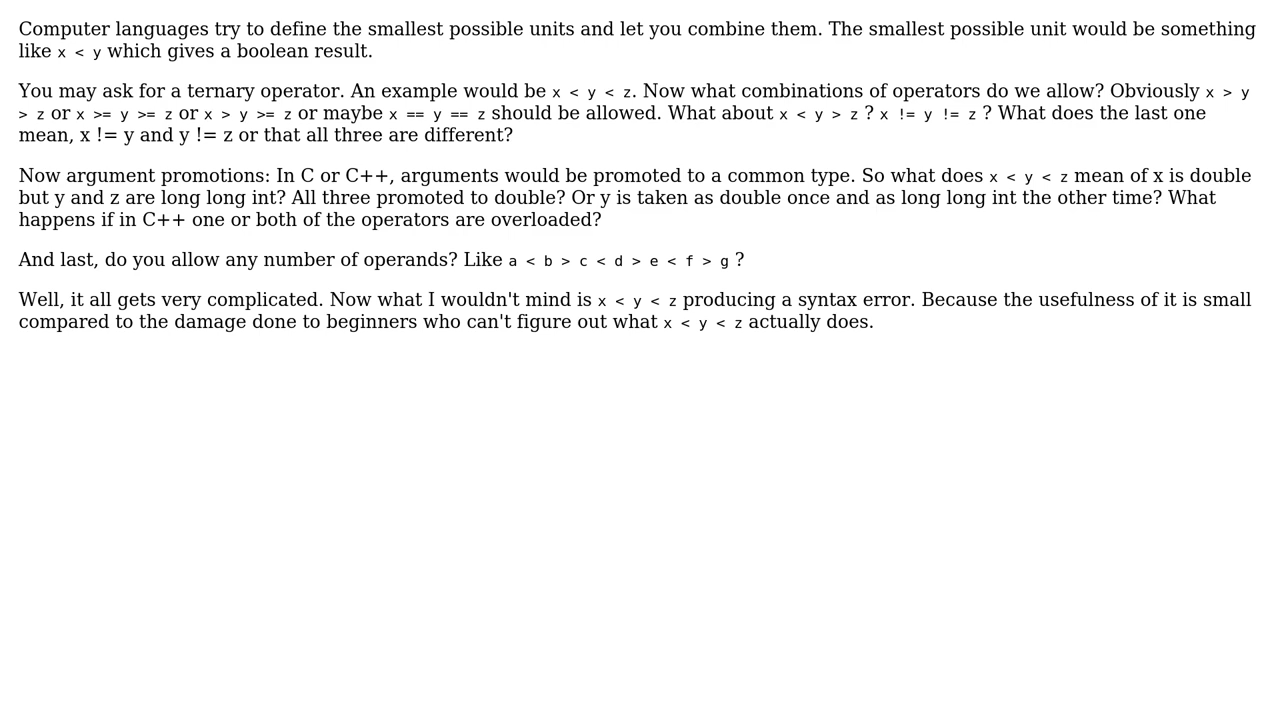 Computer languages try to define the smallest possible units and let you combine them. The smallest possible unit would be something
like x < y which gives a boolean result.
You may ask for a ternary operator. An example would be x < y < z. Now what combinations of operators do we allow? Obviously x > y
> z or x >= y >= z or x > y >= z or maybe x == y == z should be allowed. What about x < y > z ? x != y != z ? What does the last one
mean, x != y and y != z or that all three are different?
Now argument promotions: In C or C++, arguments would be promoted to a common type. So what does x < y < z mean of x is double
but y and z are long long int? All three promoted to double? Or y is taken as double once and as long long int the other time? What
happens if in C++ one or both of the operators are overloaded?
And last, do you allow any number of operands? Like a < b > c < d > e < f > g ?
Well, it all gets very complicated. Now what I wouldn't mind is x < y < z producing a syntax error. Because the usefulness of it is small
compared to the damage done to beginners who can't figure out what x < y < z actually does.